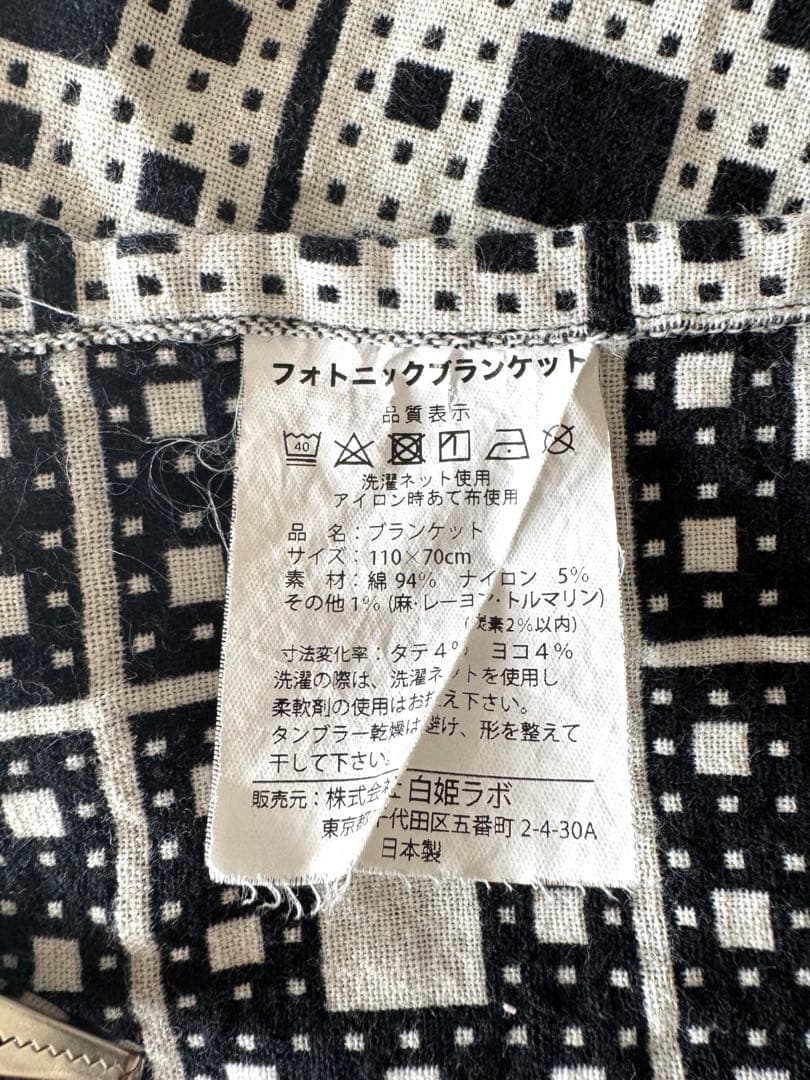 フォトニックブランケット
品質表示
40
洗濯ネット使用
アイロン時あて布使用
品 名：ブランケット
サイズ：110×70cm
素 材：綿 94% ナイロン 5%
その他1% (麻・レーヨン・トルマリン)
(炭素2%以内)
寸法変化率：タテ4% ヨコ4%
洗濯の際は、洗濯ネットを使用し
柔軟剤の使用はお控え下さい。
タンブラー乾燥は避け、形を整えて
干して下さい。
販売元：株式会社 白姫ラボ
東京都千代田区五番町 2-4-30A
日本製